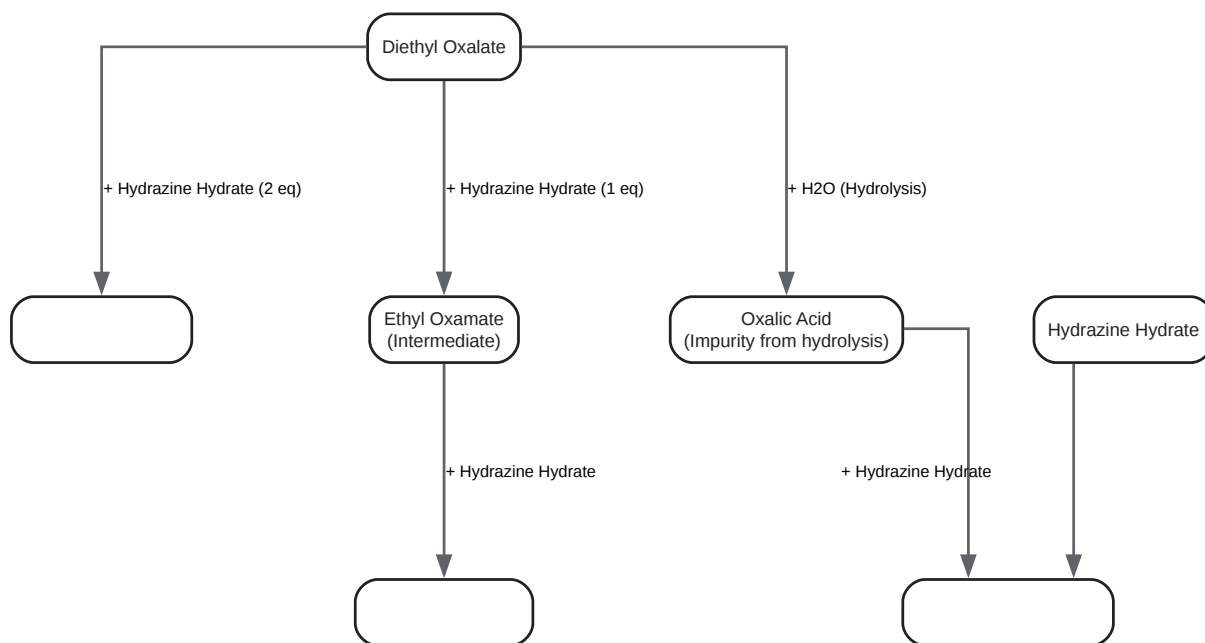 Diethyl Oxalate
+ Hydrazine Hydrate (2 eq)
+ Hydrazine Hydrate (1 eq)
+ H2O (Hydrolysis)
Ethyl Oxamate
(Intermediate)
Oxalic Acid
(Impurity from hydrolysis)
Hydrazine Hydrate
+ Hydrazine Hydrate
+ Hydrazine Hydrate